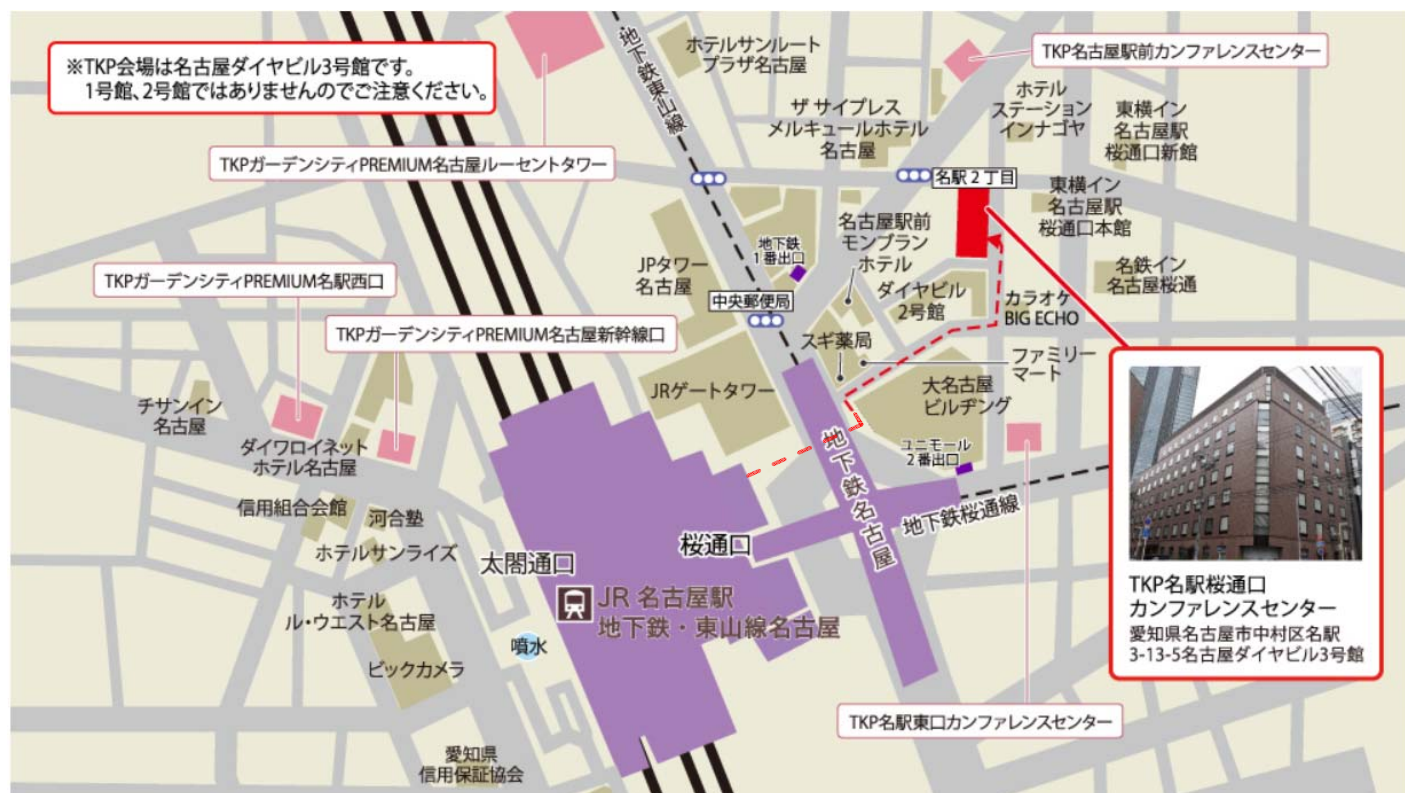 ※TKP会場は名古屋ダイヤビル3号館です。
1号館、2号館ではありませんのでご注意ください。
地下鉄東山線
ホテルサンルート
プラザ名古屋
TKP名古屋駅前カンファレンスセンター
ザ サイプレス
メルキュールホテル
名古屋
ホテル
ステーション
インナゴヤ
東横イン
名古屋駅
桜通口新館
TKPガーデンシティPREMIUM名古屋ルーセントタワー
名駅2丁目
東横イン
名古屋駅
桜通口本館
名古屋駅前
モンブラン
ホテル
地下鉄
1番出口
JPタワー
名古屋
名鉄イン
名古屋桜通
TKPガーデンシティPREMIUM名駅西口
中央郵便局
ダイヤビル
2号館
カラオケ
BIG ECHO
TKPガーデンシティPREMIUM名古屋新幹線口
スギ薬局
ファミリー
マート
JRゲートタワー
大名古屋
ビルヂング
チサンイン
名古屋
ダイワロイネット
ホテル名古屋
ユニモール
2番出口
地下鉄名古屋
地下鉄桜通線
信用組合会館
河合塾
ホテルサンライズ
太閤通口
桜通口
JR 名古屋駅
地下鉄・東山線名古屋
ホテル
ル・ウエスト名古屋
噴水
ビックカメラ
TKP名駅桜通口
カンファレンスセンター
愛知県名古屋市中村区名駅
3-13-5名古屋ダイヤビル3号館
TKP名駅東口カンファレンスセンター
愛知県
信用保証協会